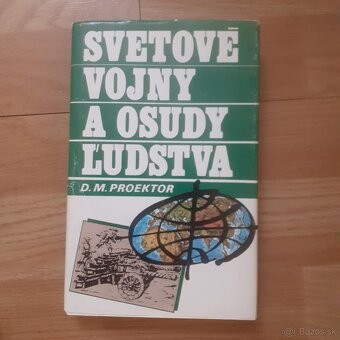 SVETOVÉ
VOJNY
A OSUDY
ĽUDSTVA
D. M. PROEKTOR
Bazos.sk